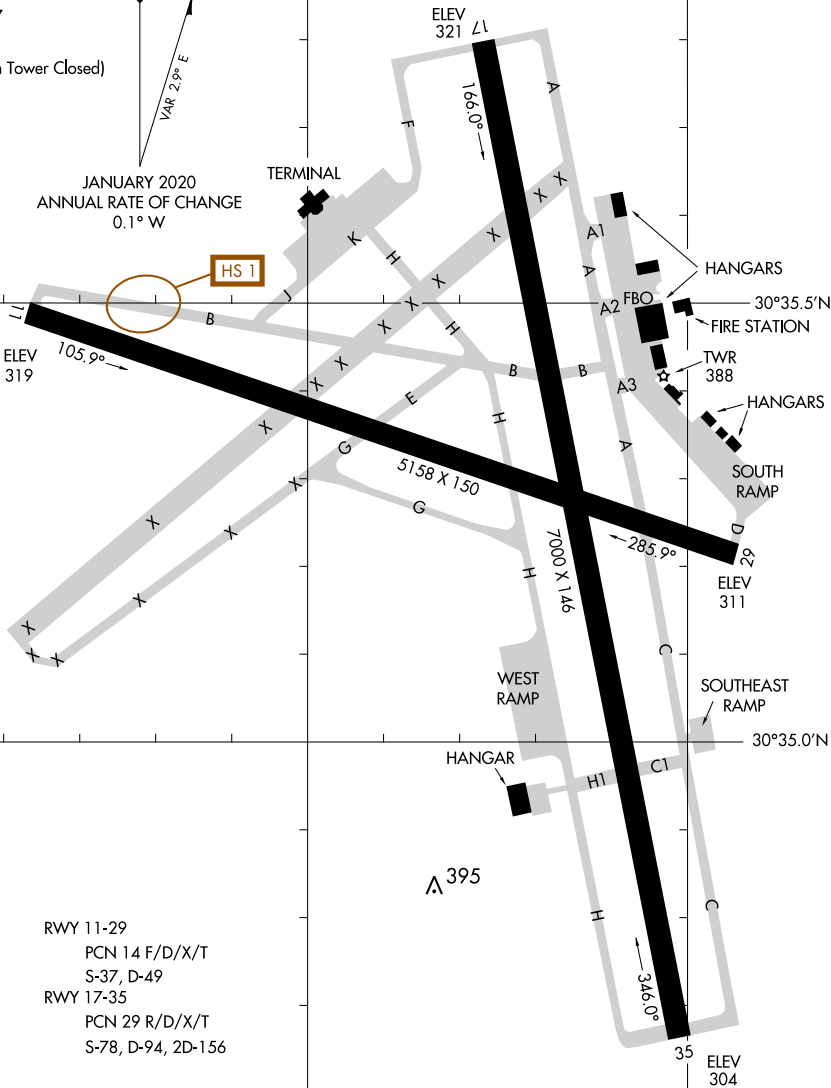 ELEV
321
17
n Tower Closed)
VAR 2.9° E
166.0°
A
F
JANUARY 2020
ANNUAL RATE OF CHANGE
0.1° W
TERMINAL
X
X
X
K
H
A1
A
HANGARS
HS 1
J
X
X
A2
FBO
30°35.5'N
11
B
X
H
FIRE STATION
ELEV
319
105.9°
X
X
B
B
A3
TWR
388
E
HANGARS
X
H
G
A
5158 X 150
SOUTH
RAMP
X
G
X
X
D
29
285.9°
7000 X 146
H
ELEV
311
X
X
X
X
C
WEST
RAMP
SOUTHEAST
RAMP
30°35.0'N
HANGAR
H1
C1
395
H
C
RWY 11-29
PCN 14 F/D/X/T
S-37, D-49
RWY 17-35
PCN 29 R/D/X/T
S-78, D-94, 2D-156
346.0°
35
ELEV
304